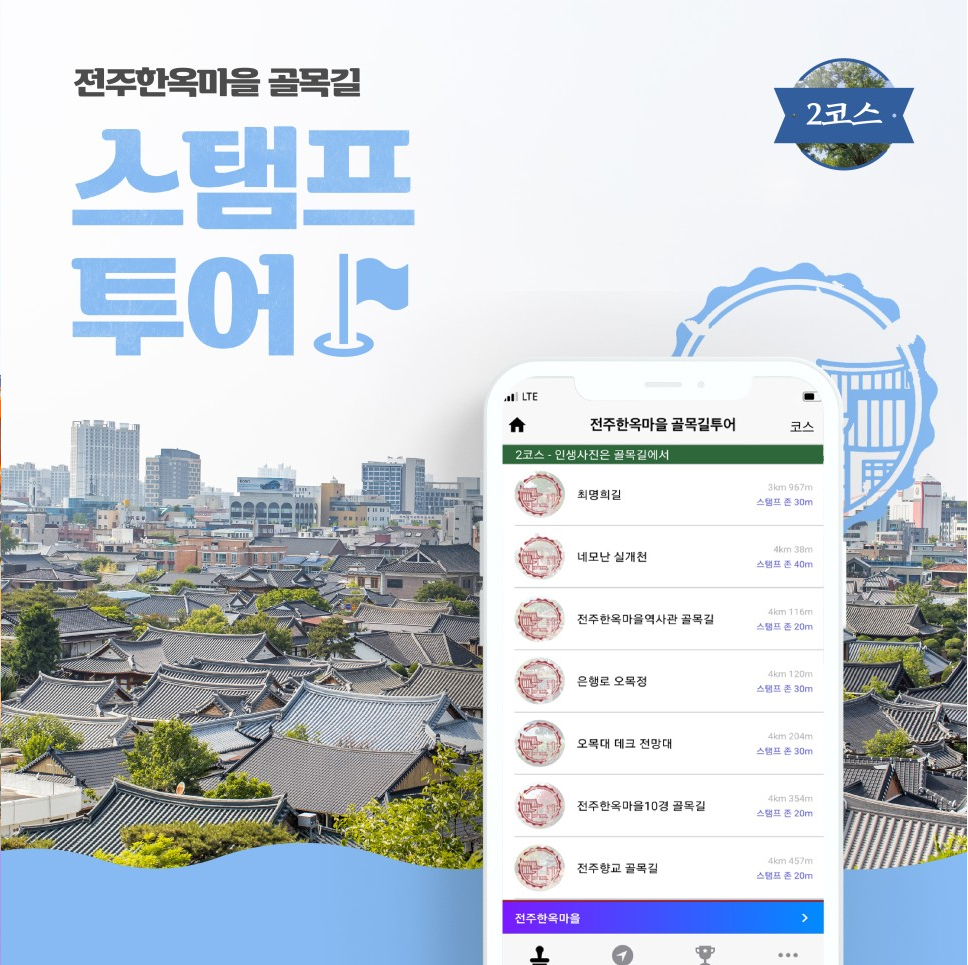 전주한옥마을 골목길
스탬프
투어
2코스
LTE
전주한옥마을 골목길투어
코스
2코스 - 인생사진은 골목길에서
최명희길
3km 967m
스탬프 존 30m
네모난 실개천
4km 38m
스탬프 존 40m
전주한옥마을역사관 골목길
4km 116m
스탬프 존 20m
은행로 오목정
4km 120m
스탬프 존 30m
오목대 데크 전망대
4km 204m
스탬프 존 30m
전주한옥마을10경 골목길
4km 354m
스탬프 존 20m
전주향교 골목길
4km 457m
스탬프 존 20m
전주한옥마을